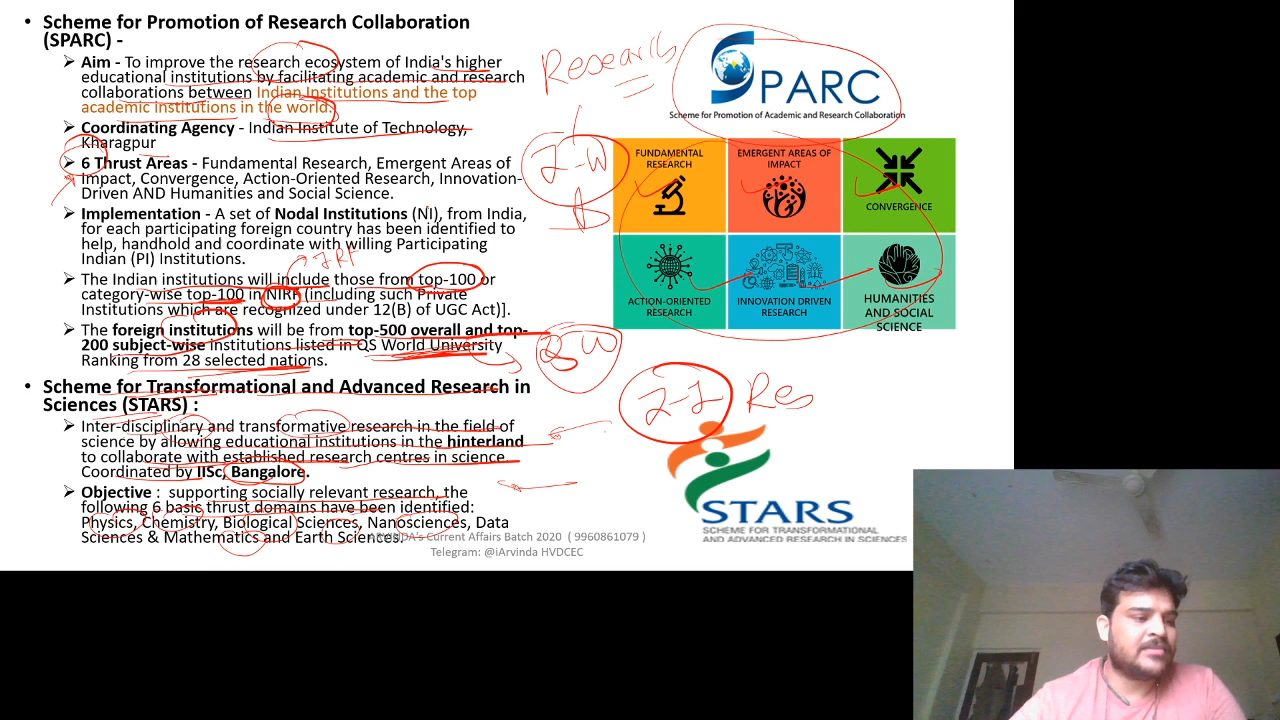 • Scheme for Promotion of Research Collaboration
(SPARC) -
➢ Aim - To improve the research ecosystem of India's higher
educational institutions by facilitating academic and research
collaborations between Indian Institutions and the top
academic institutions in the world.
➢ Coordinating Agency - Indian Institute of Technology,
Kharagpur
➢ 6 Thrust Areas - Fundamental Research, Emergent Areas of
Impact, Convergence, Action-Oriented Research, Innovation-
Driven AND Humanities and Social Science.
➢ Implementation - A set of Nodal Institutions (NI), from India,
for each participating foreign country has been identified to
help, handhold and coordinate with willing Participating
Indian (PI) Institutions.
➢ The Indian institutions will include those from top-100 or
category-wise top-100 in NIRF (including such Private
Institutions which are recognized under 12(B) of UGC Act)].
➢ The foreign institutions will be from top-500 overall and top-
200 subject-wise institutions listed in QS World University
Ranking from 28 selected nations.
• Scheme for Transformational and Advanced Research in
Sciences (STARS) :
➢ Inter-disciplinary and transformative research in the field of
science by allowing educational institutions in the hinterland
to collaborate with established research centres in science.
Coordinated by IISc, Bangalore.
➢ Objective : supporting socially relevant research, the
following 6 basic thrust domains have been identified:
Physics, Chemistry, Biological Sciences, Nanosciences, Data
Sciences & Mathematics and Earth Sciences.
ARVINDA's Current Affairs Batch 2020 ( 9960861079 )
Telegram: @iArvinda HVDCEC
Research
I-W
QW
I-I Res
SPARC
Scheme for Promotion of Academic and Research Collaboration
FUNDAMENTAL
RESEARCH
EMERGENT AREAS OF
IMPACT
CONVERGENCE
ACTION-ORIENTED
RESEARCH
INNOVATION DRIVEN
RESEARCH
HUMANITIES
AND SOCIAL
SCIENCE
STARS
SCHEME FOR TRANSFORMATIONAL
AND ADVANCED RESEARCH IN SCIENCES